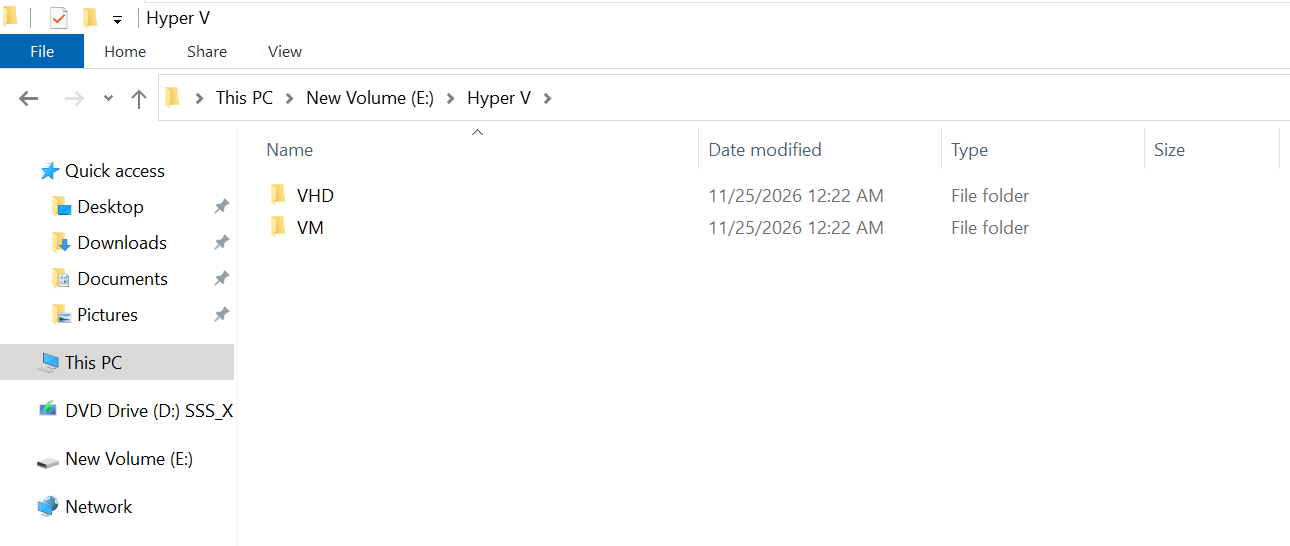 Hyper V
File Home Share View
This PC New Volume (E:) Hyper V
Name Date modified Type Size
Quick access
VHD 11/25/2026 12:22 AM File folder
Desktop
VM 11/25/2026 12:22 AM File folder
Downloads
Documents
Pictures
This PC
DVD Drive (D:) SSS_X
New Volume (E:)
Network